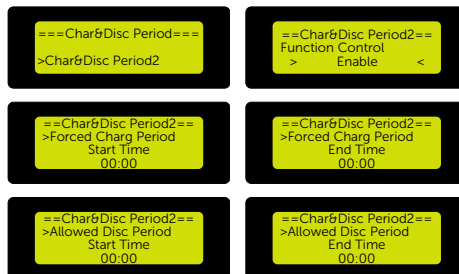 ===Char&Disc Period===
>Char&Disc Period2
==Char&Disc Period2==
Function Control
> Enable <
==Char&Disc Period2==
>Forced Charg Period
Start Time
00:00
==Char&Disc Period2==
>Forced Charg Period
End Time
00:00
==Char&Disc Period2==
>Allowed Disc Period
Start Time
00:00
==Char&Disc Period2==
>Allowed Disc Period
End Time
00:00